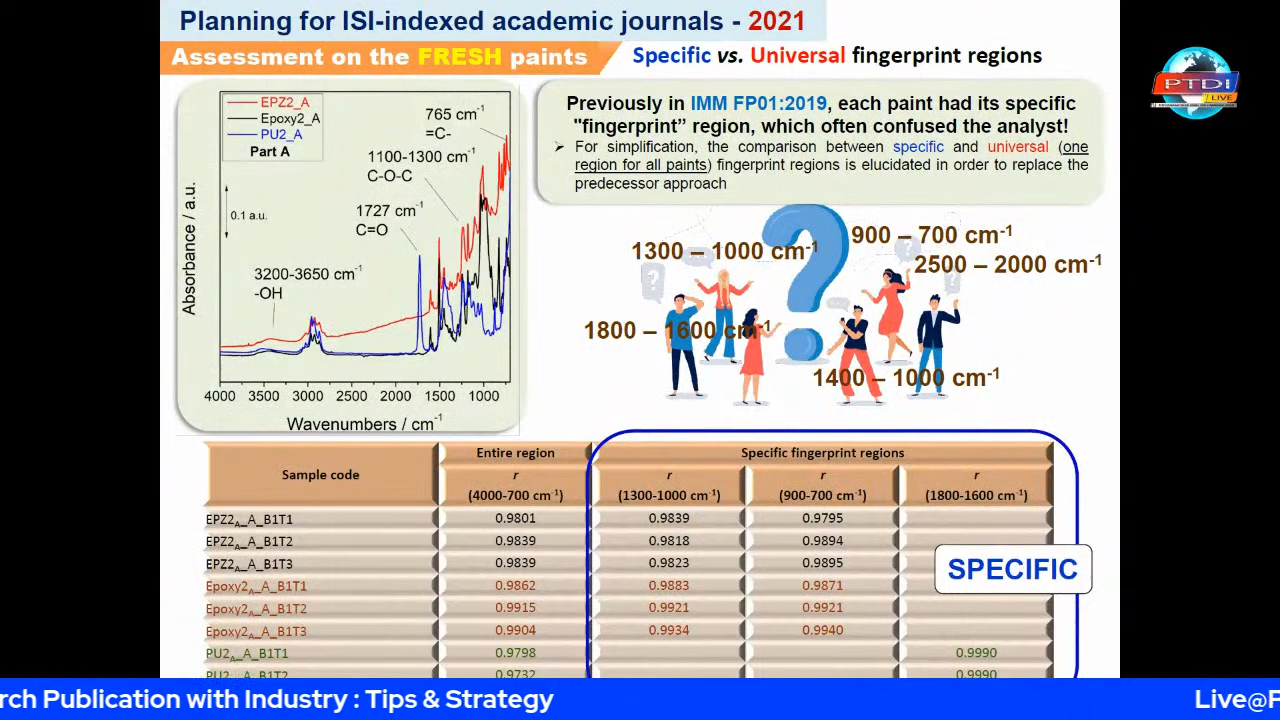 Planning for ISI-indexed academic journals - 2021
Assessment on the FRESH paints
Specific vs. Universal fingerprint regions
PTDI
LIVE
EPZ2_A
Epoxy2_A
PU2_A
Part A
765 cm-1
=C-
1100-1300 cm-1
C-O-C
1727 cm-1
C=O
0.1 a.u.
3200-3650 cm-1
-OH
Absorbance / a.u.
4000 3500 3000 2500 2000 1500 1000
Wavenumbers / cm-1
Previously in IMM FP01:2019, each paint had its specific
"fingerprint” region, which often confused the analyst!
➢ For simplification, the comparison between specific and universal (one
region for all paints) fingerprint regions is elucidated in order to replace the
predecessor approach
1300 – 1000 cm-1
900 – 700 cm-1
2500 – 2000 cm-1
1800 – 1600 cm-1
1400 – 1000 cm-1
Sample code
Entire region
Specific fingerprint regions
r r r r
(4000-700 cm-1) (1300-1000 cm-1) (900-700 cm-1) (1800-1600 cm-1)
EPZ2A_A_B1T1 0.9801 0.9839 0.9795
EPZ2A_A_B1T2 0.9839 0.9818 0.9894
EPZ2A_A_B1T3 0.9839 0.9823 0.9895
Epoxy2A_A_B1T1 0.9862 0.9883 0.9871
Epoxy2A_A_B1T2 0.9915 0.9921 0.9921
Epoxy2A_A_B1T3 0.9904 0.9934 0.9940
PU2A_A_B1T1 0.9798 0.9990
PU2A_A_B1T2 0.9732 0.9990
SPECIFIC
rch Publication with Industry : Tips & Strategy
Live@P